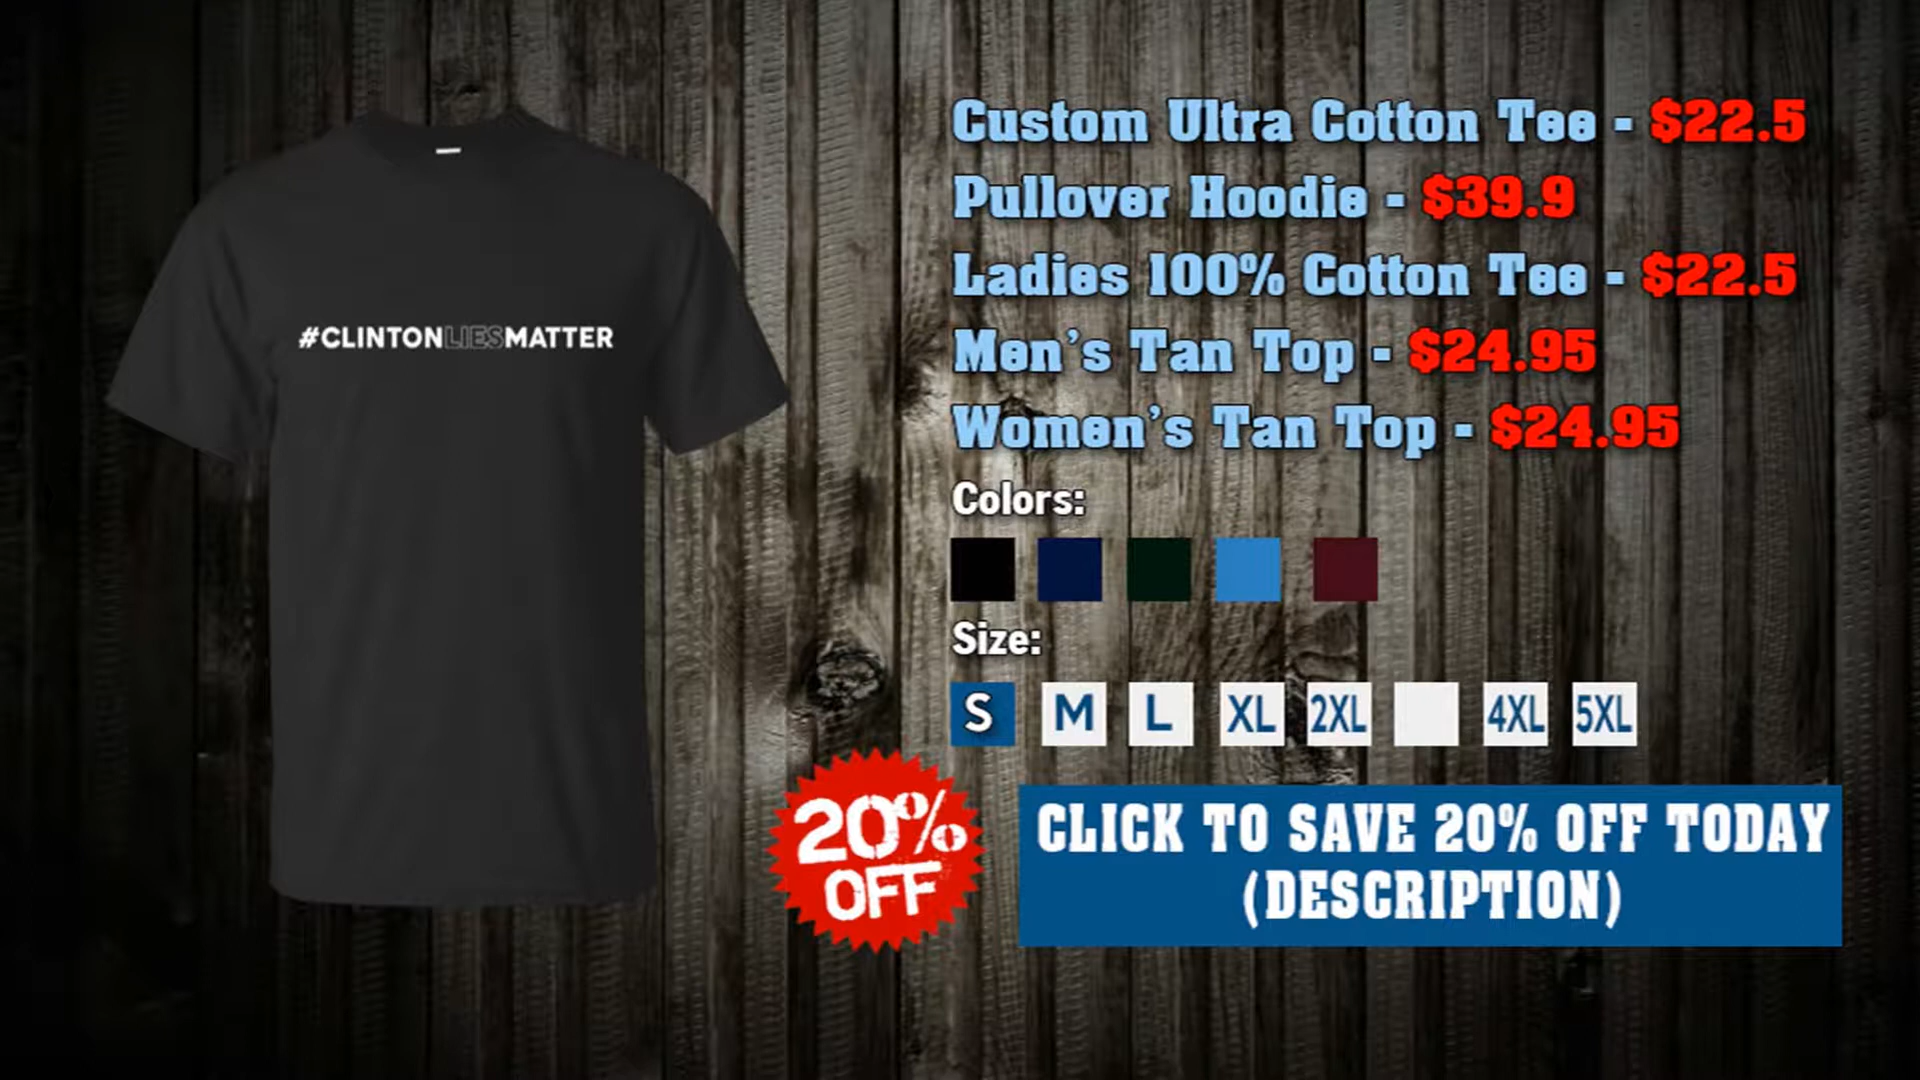 #CLINTONLIESMATTER
Custom Ultra Cotton Tee - $22.5
Pullover Hoodie - $39.9
Ladies 100% Cotton Tee - $22.5
Men's Tan Top - $24.95
Women's Tan Top - $24.95
Colors:
Size:
S M L XL 2XL 4XL 5XL
20%
OFF
CLICK TO SAVE 20% OFF TODAY
(DESCRIPTION)